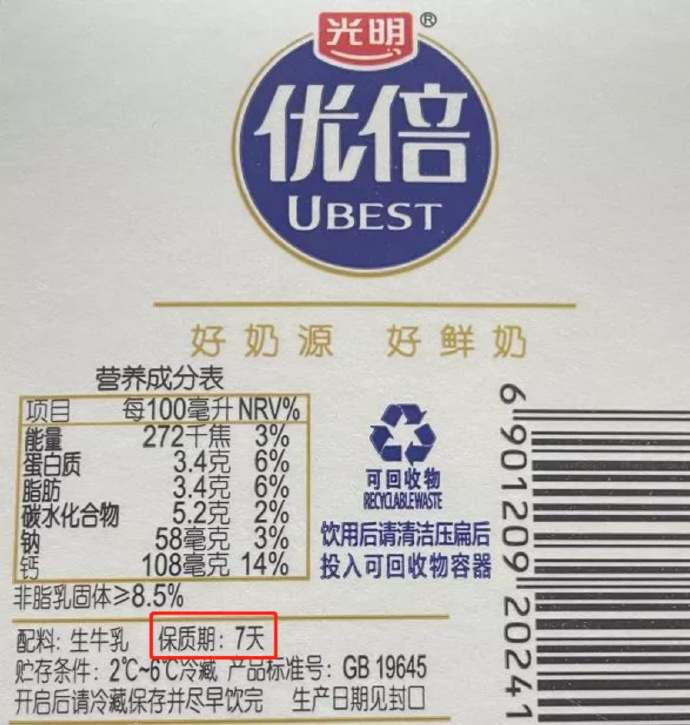 光明®
优倍
UBEST
好奶源 好鲜奶
营养成分表
项目 每100毫升 NRV%
能量 272千焦 3%
蛋白质 3.4克 6%
脂肪 3.4克 6%
碳水化合物 5.2克 2%
钠 58毫克 3%
钙 108毫克 14%
非脂乳固体≥8.5%
可回收物
RECYCLABLE WASTE
饮用后请清洁压扁后
投入可回收物容器
配料: 生牛乳 保质期: 7天
贮存条件: 2℃~6℃冷藏 产品标准号: GB 19645
开启后请冷藏保存并尽早饮完 生产日期见封口
6 901209 20241